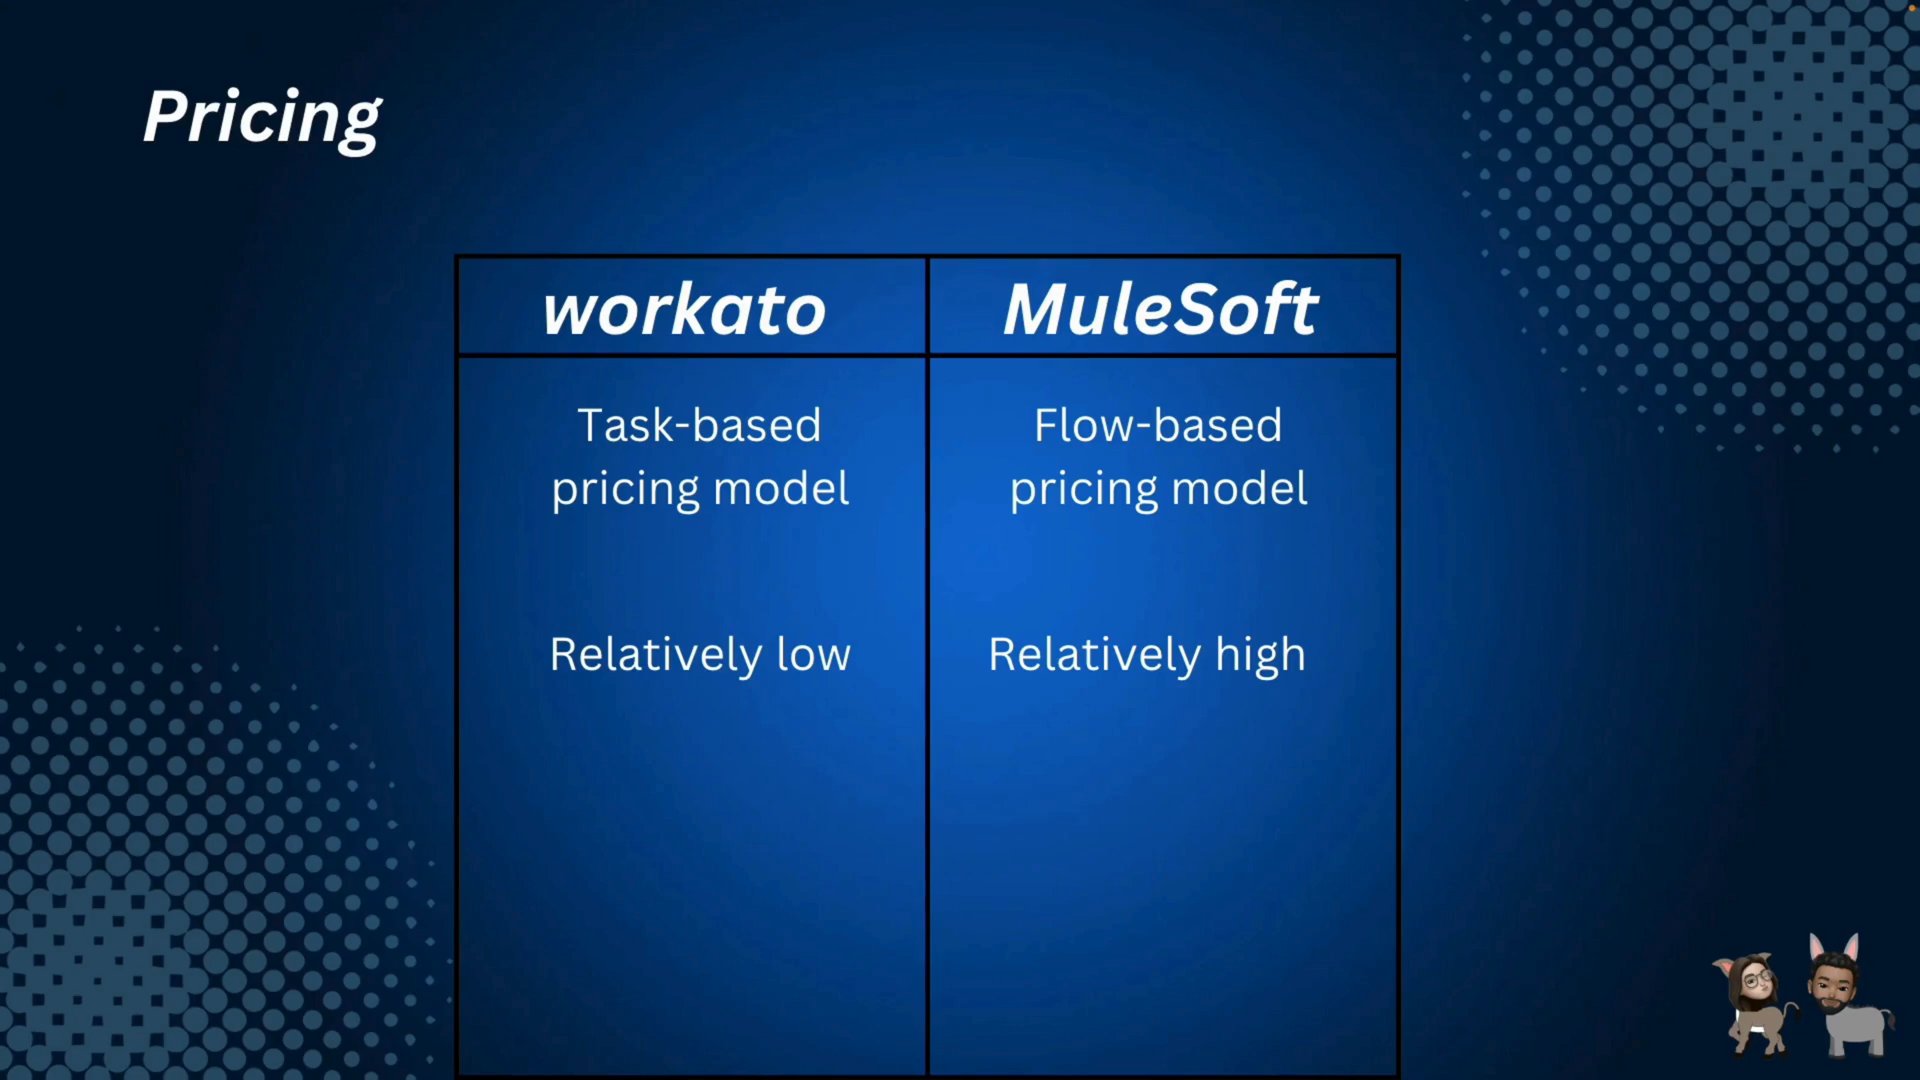 Pricing
workato
MuleSoft
Task-based
pricing model
Flow-based
pricing model
Relatively low
Relatively high